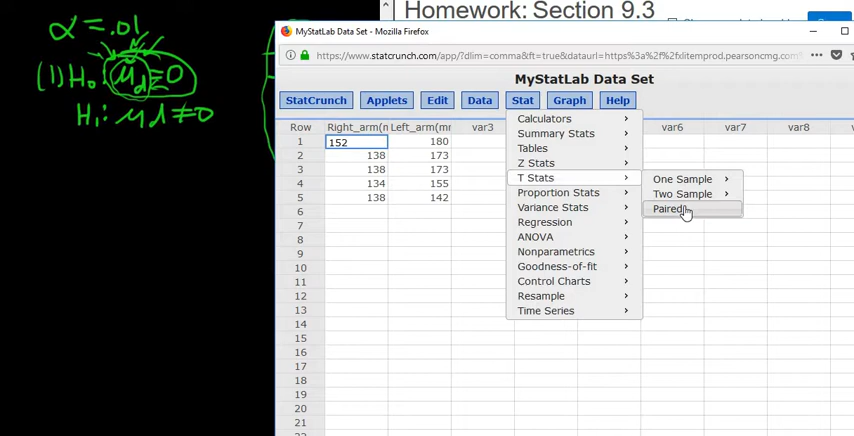 α = .01
(1) H₀: μd = 0
H₁: μd ≠ 0
Homework: Section 9.3
MyStatLab Data Set - Mozilla Firefox
https://www.statcrunch.com/app/?dlim=comma&ft=true&dataurl=https%3a%2f%2fxlitemprod.pearsoncmg.com
MyStatLab Data Set
StatCrunch Applets Edit Data Stat Graph Help
Row Right_arm(m Left_arm(mr var3 var6 var7 var8
1 152 180
2 138 173
3 138 173
4 134 155
5 138 142
6
7
8
9
10
11
12
13
14
15
16
17
18
19
20
21
22
Calculators
Summary Stats
Tables
Z Stats
T Stats
Proportion Stats
Variance Stats
Regression
ANOVA
Nonparametrics
Goodness-of-fit
Control Charts
Resample
Time Series
One Sample
Two Sample
Paired